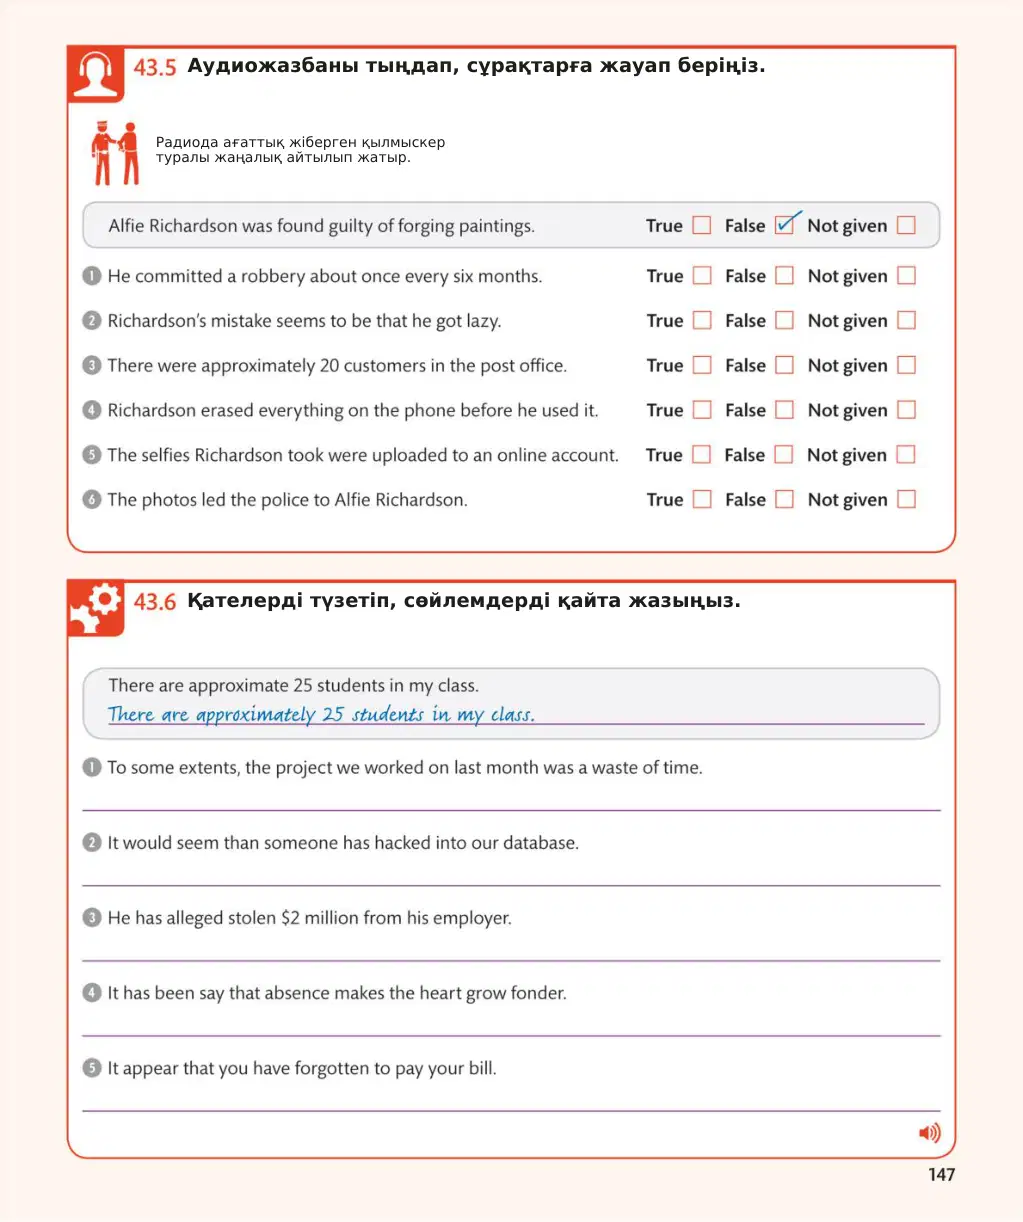 43.5 Аудиожазбаны тыңдап, сұрақтарға жауап беріңіз.
Радиода ағаттық жіберген қылмыскер
туралы жаңалық айтылып жатыр.
Alfie Richardson was found guilty of forging paintings. True False Not given
1 He committed a robbery about once every six months. True False Not given
2 Richardson's mistake seems to be that he got lazy. True False Not given
3 There were approximately 20 customers in the post office. True False Not given
4 Richardson erased everything on the phone before he used it. True False Not given
5 The selfies Richardson took were uploaded to an online account. True False Not given
6 The photos led the police to Alfie Richardson. True False Not given
43.6 Қателерді түзетіп, сөйлемдерді қайта жазыңыз.
There are approximate 25 students in my class.
There are approximately 25 students in my class.
1 To some extents, the project we worked on last month was a waste of time.
2 It would seem than someone has hacked into our database.
3 He has alleged stolen $2 million from his employer.
4 It has been say that absence makes the heart grow fonder.
5 It appear that you have forgotten to pay your bill.
147